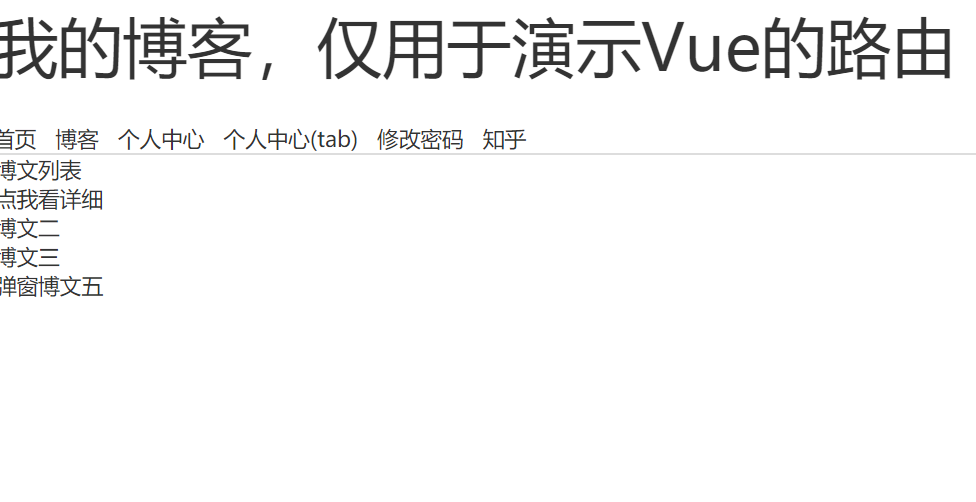 我的博客，仅用于演示Vue的路由
首页 博客 个人中心 个人中心(tab) 修改密码 知乎
博文列表
点我看详细
博文二
博文三
弹窗博文五